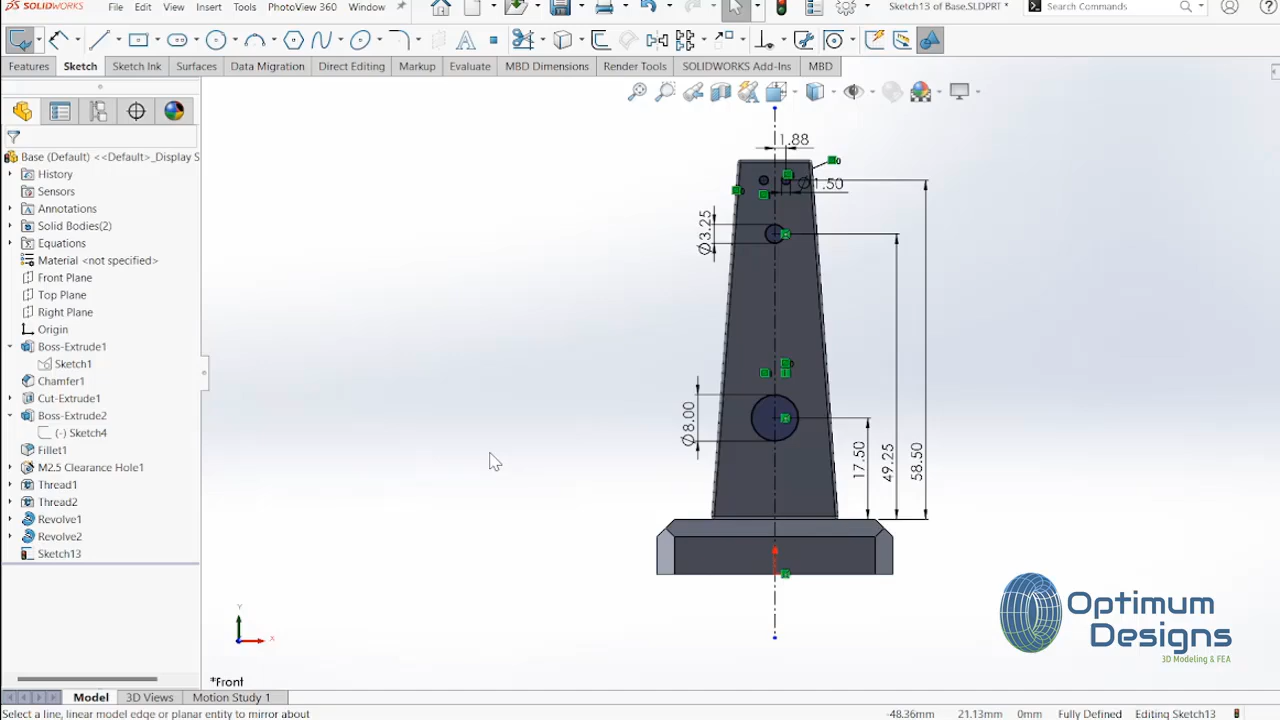 SOLIDWORKS File Edit View Insert Tools PhotoView 360 Window Sketch13 of Base.SLDPRT * Search Commands
Features Sketch Sketch Ink Surfaces Data Migration Direct Editing Markup Evaluate MBD Dimensions Render Tools SOLIDWORKS Add-Ins MBD
Base (Default) <<Default>_Display S
History
Sensors
Annotations
Solid Bodies(2)
Equations
Material <not specified>
Front Plane
Top Plane
Right Plane
Origin
Boss-Extrude1
Sketch1
Chamfer1
Cut-Extrude1
Boss-Extrude2
(-) Sketch4
Fillet1
M2.5 Clearance Hole1
Thread1
Thread2
Revolve1
Revolve2
Sketch13
1.88
Ø1.50
Ø3.25
Ø8.00
17.50
49.25
58.50
Y
X
*Front
Optimum
Designs
3D Modeling & FEA
Model 3D Views Motion Study 1
Select a line, linear model edge or planar entity to mirror about -48.36mm 21.13mm 0mm Fully Defined Editing Sketch13